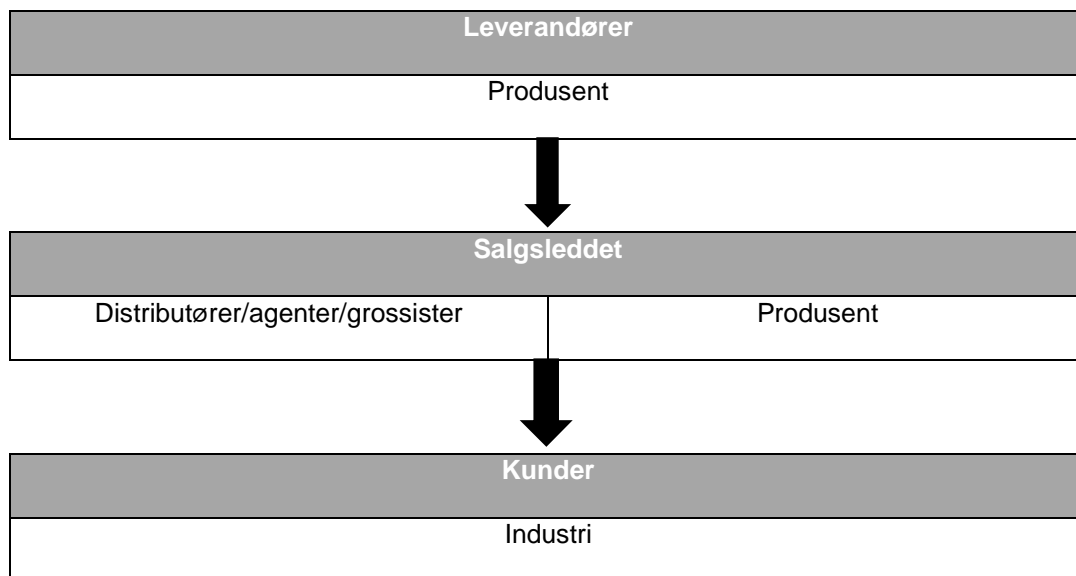 Leverandører
Produsent
Salgsleddet
Distributører/agenter/grossister
Produsent
Kunder
Industri